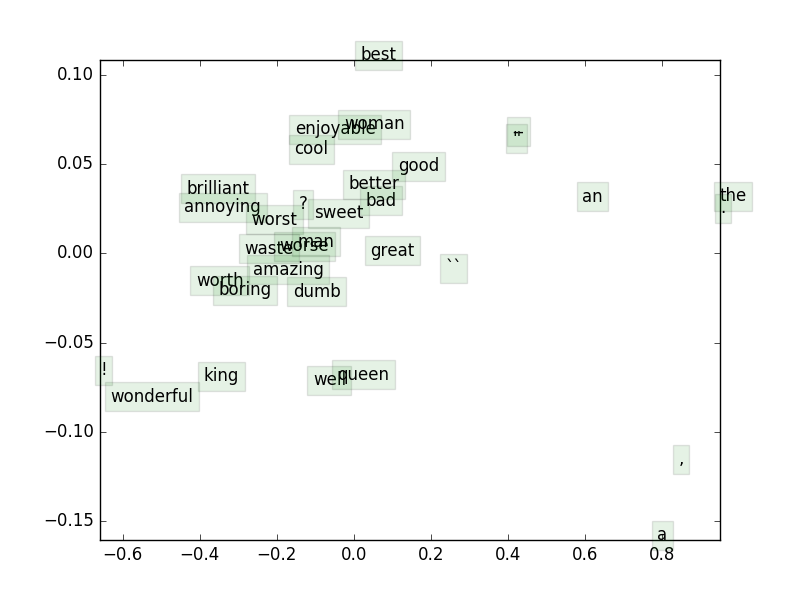 best
0.10
woman
enjoyable
cool
0.05
good
better
brilliant
bad
an
the
annoying
?
.
sweet
worst
man
worse
waste
great
0.00
``
amazing
worth
boring
dumb
−0.05
!
king
well
queen
wonderful
−0.10
,
−0.15
a
−0.6 −0.4 −0.2 0.0 0.2 0.4 0.6 0.8